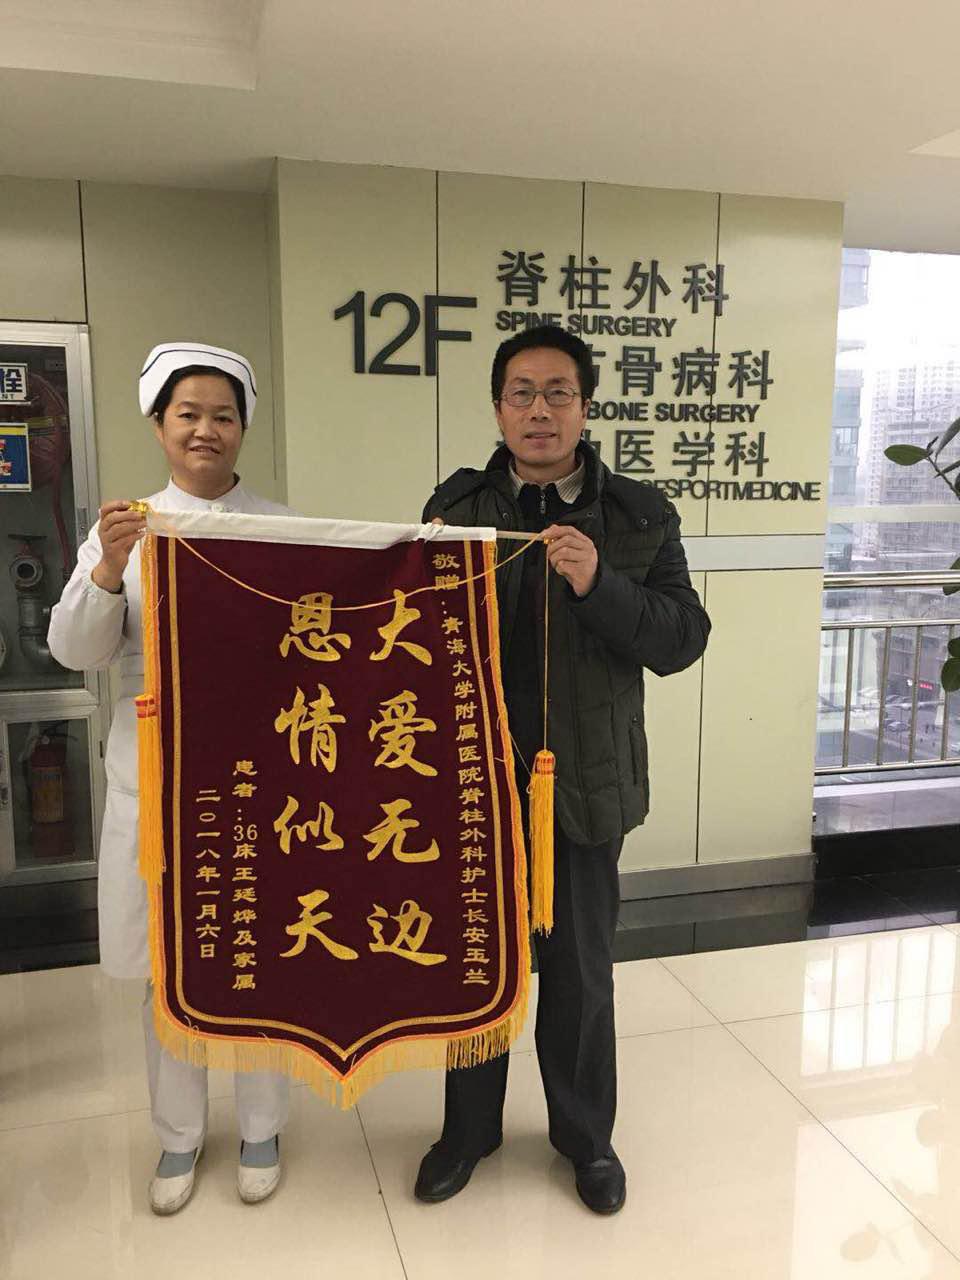 12F
脊柱外科
SPINE SURGERY
骨病科
BONE SURGERY
医学科
SPORTMEDICINE
栓
敬赠：青海大学附属医院脊柱外科护士长安玉兰
大爱无边
恩情似天
患者：36床王廷烨及家属
二〇一八年一月六日